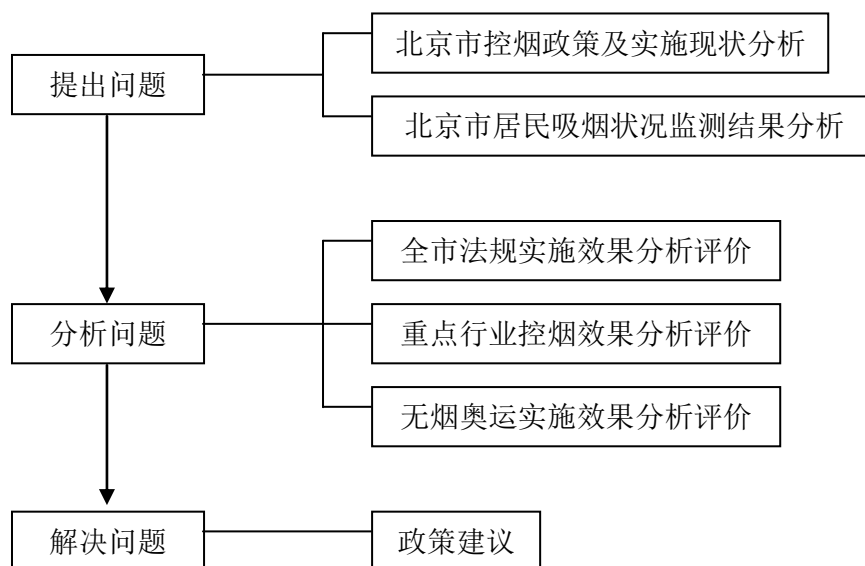 北京市控烟政策及实施现状分析
提出问题
北京市居民吸烟状况监测结果分析
全市法规实施效果分析评价
分析问题
重点行业控烟效果分析评价
无烟奥运实施效果分析评价
解决问题
政策建议